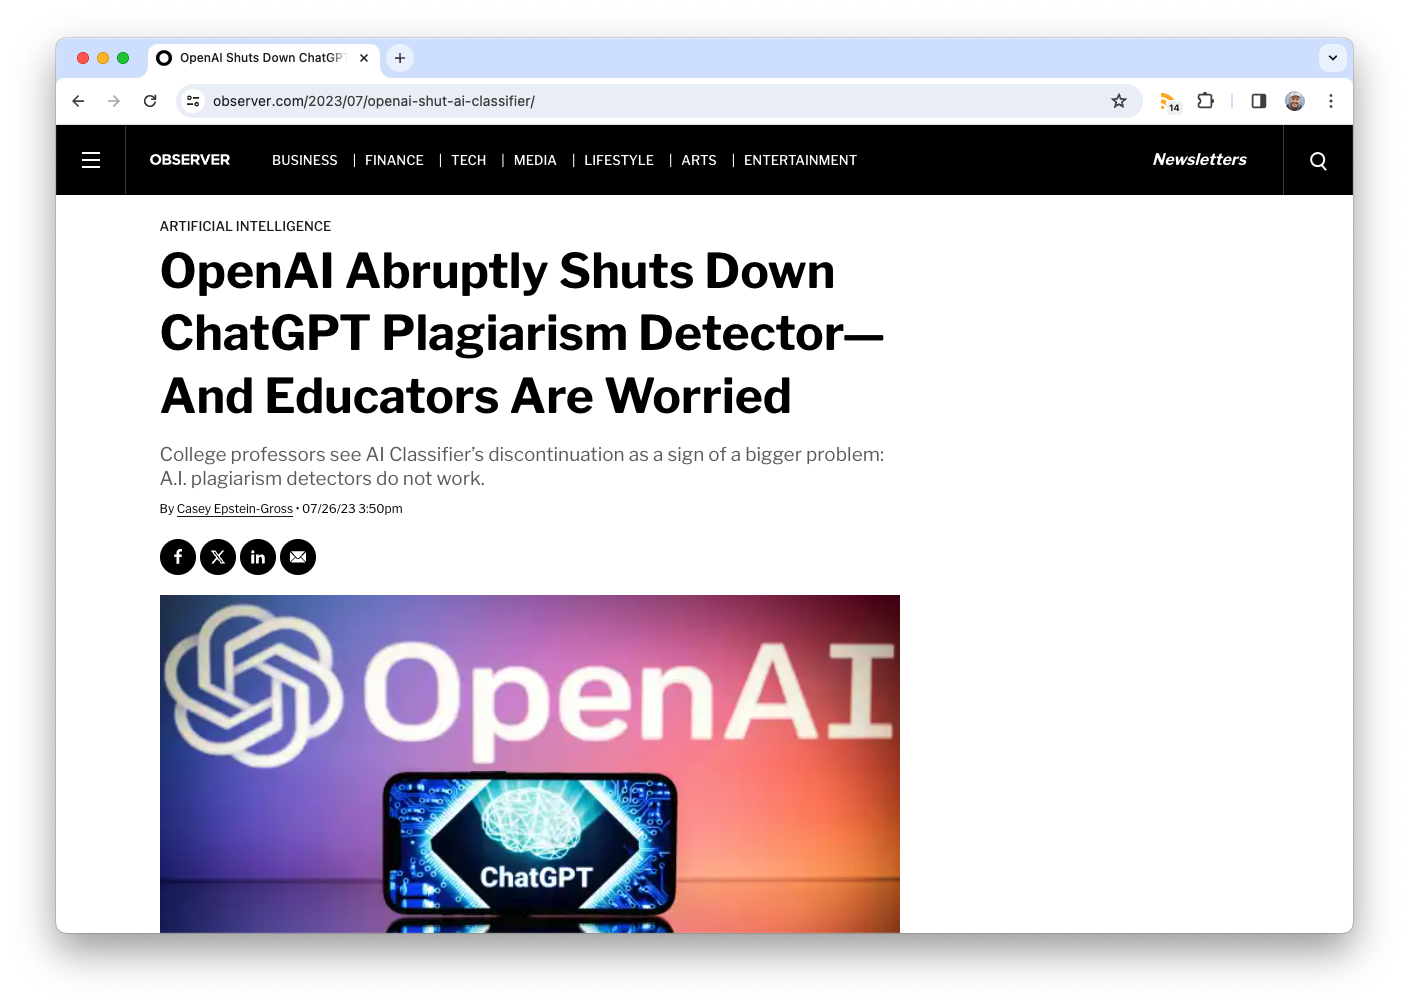 OpenAI Shuts Down ChatGP
observer.com/2023/07/openai-shut-ai-classifier/
14
OBSERVER
BUSINESS | FINANCE | TECH | MEDIA | LIFESTYLE | ARTS | ENTERTAINMENT
Newsletters
ARTIFICIAL INTELLIGENCE
OpenAI Abruptly Shuts Down
ChatGPT Plagiarism Detector—
And Educators Are Worried
College professors see AI Classifier’s discontinuation as a sign of a bigger problem:
A.I. plagiarism detectors do not work.
By Casey Epstein-Gross • 07/26/23 3:50pm
OpenAI
ChatGPT